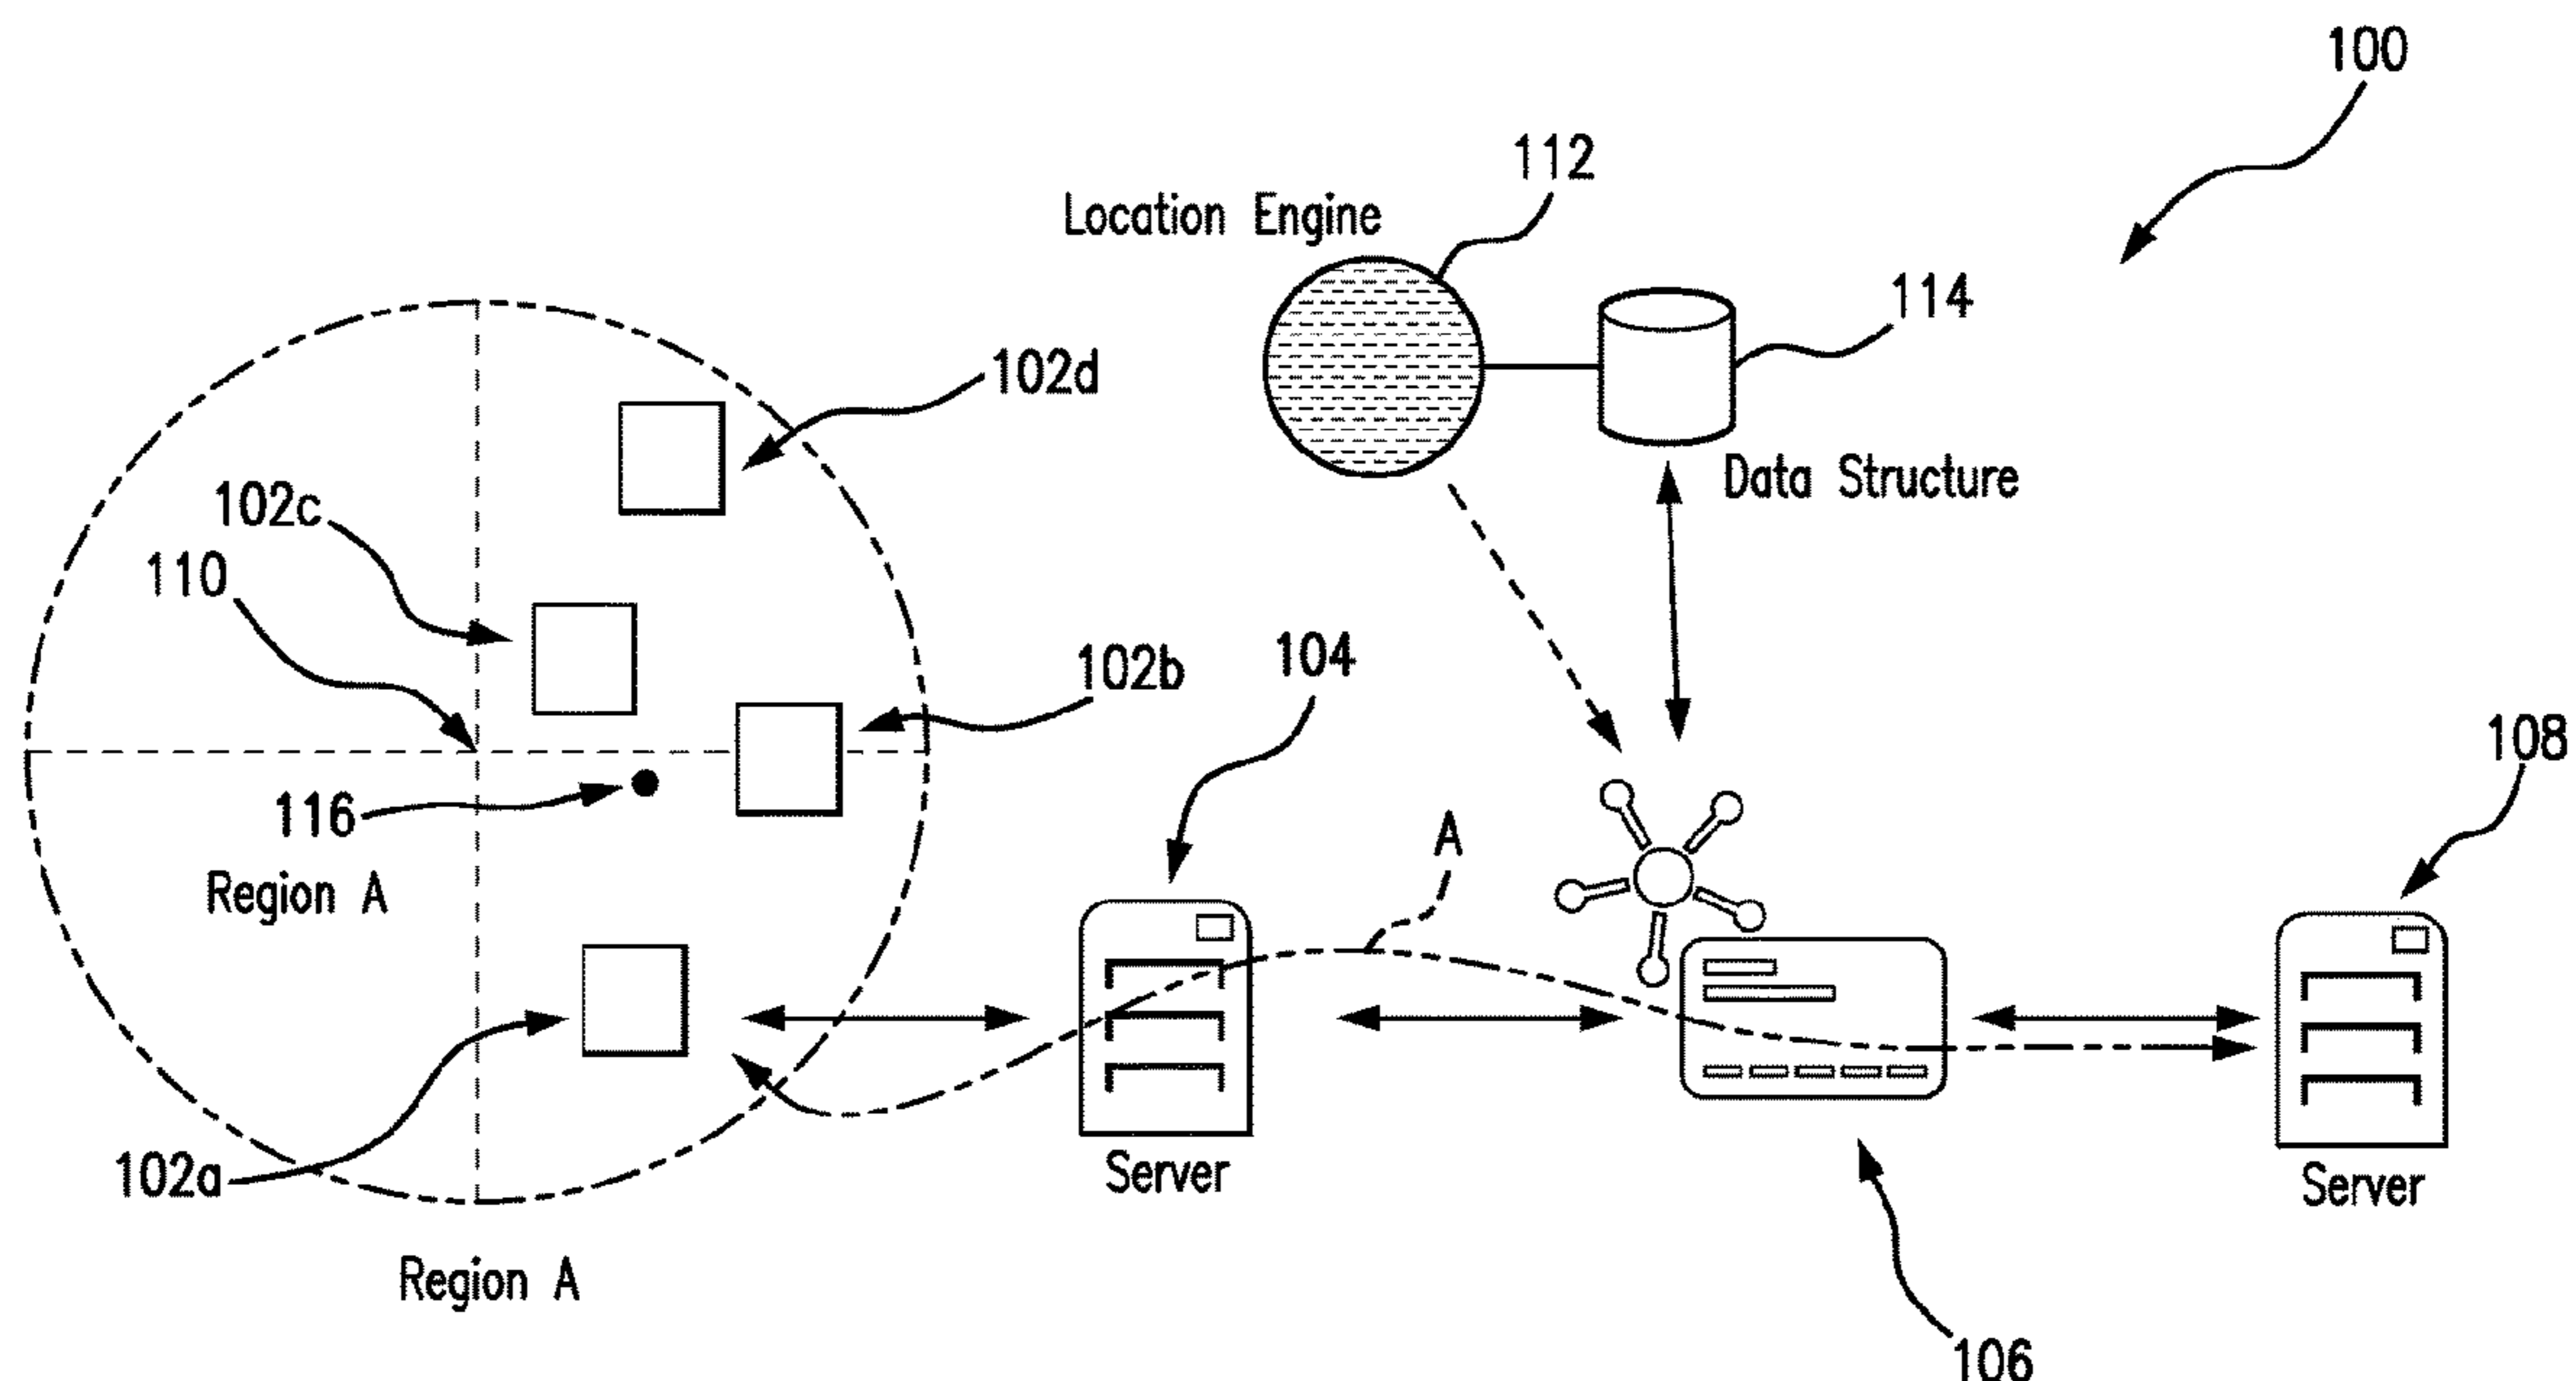 100
112
Location Engine
114
102d
Data Structure
102c
110
102b
104
108
116
A
Region A
102a
Server
Server
Region A
106